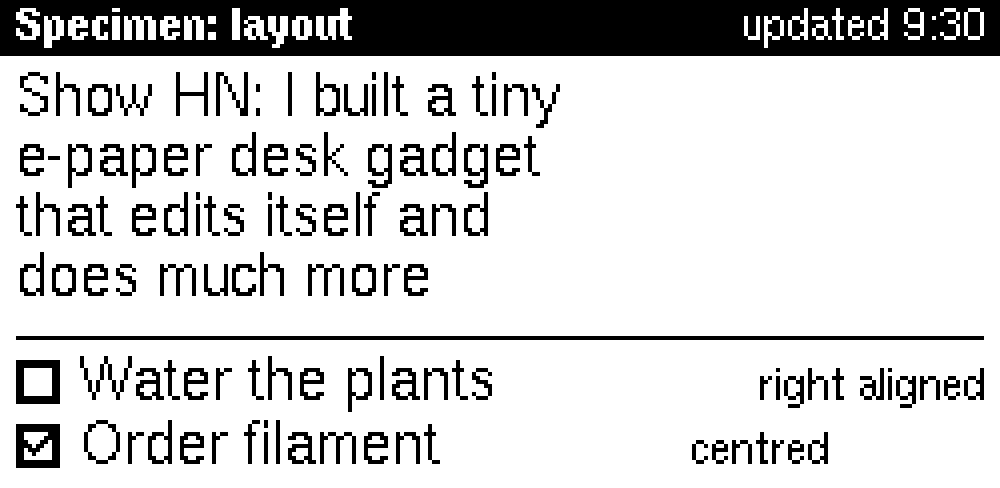 Specimen: layout updated 9:30
Show HN: I built a tiny
e-paper desk gadget
that edits itself and
does much more
Water the plants right aligned
Order filament centred